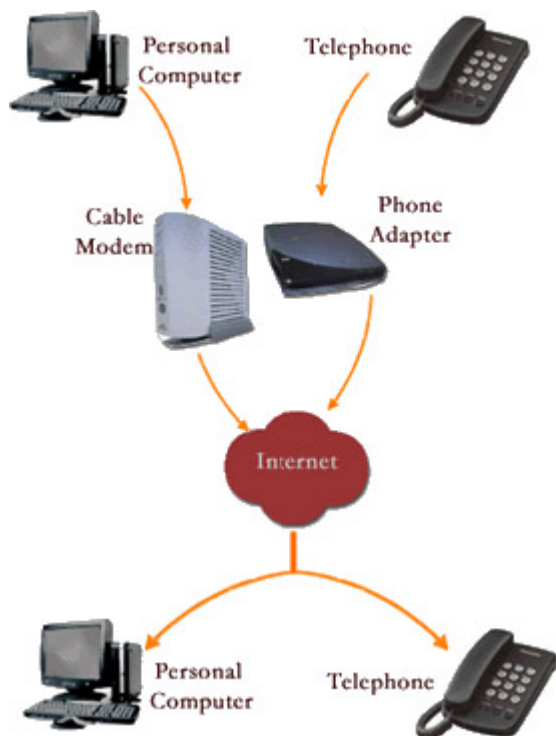 Personal
Computer
Telephone
Cable
Modem
Phone
Adapter
Internet
Personal
Computer
Telephone